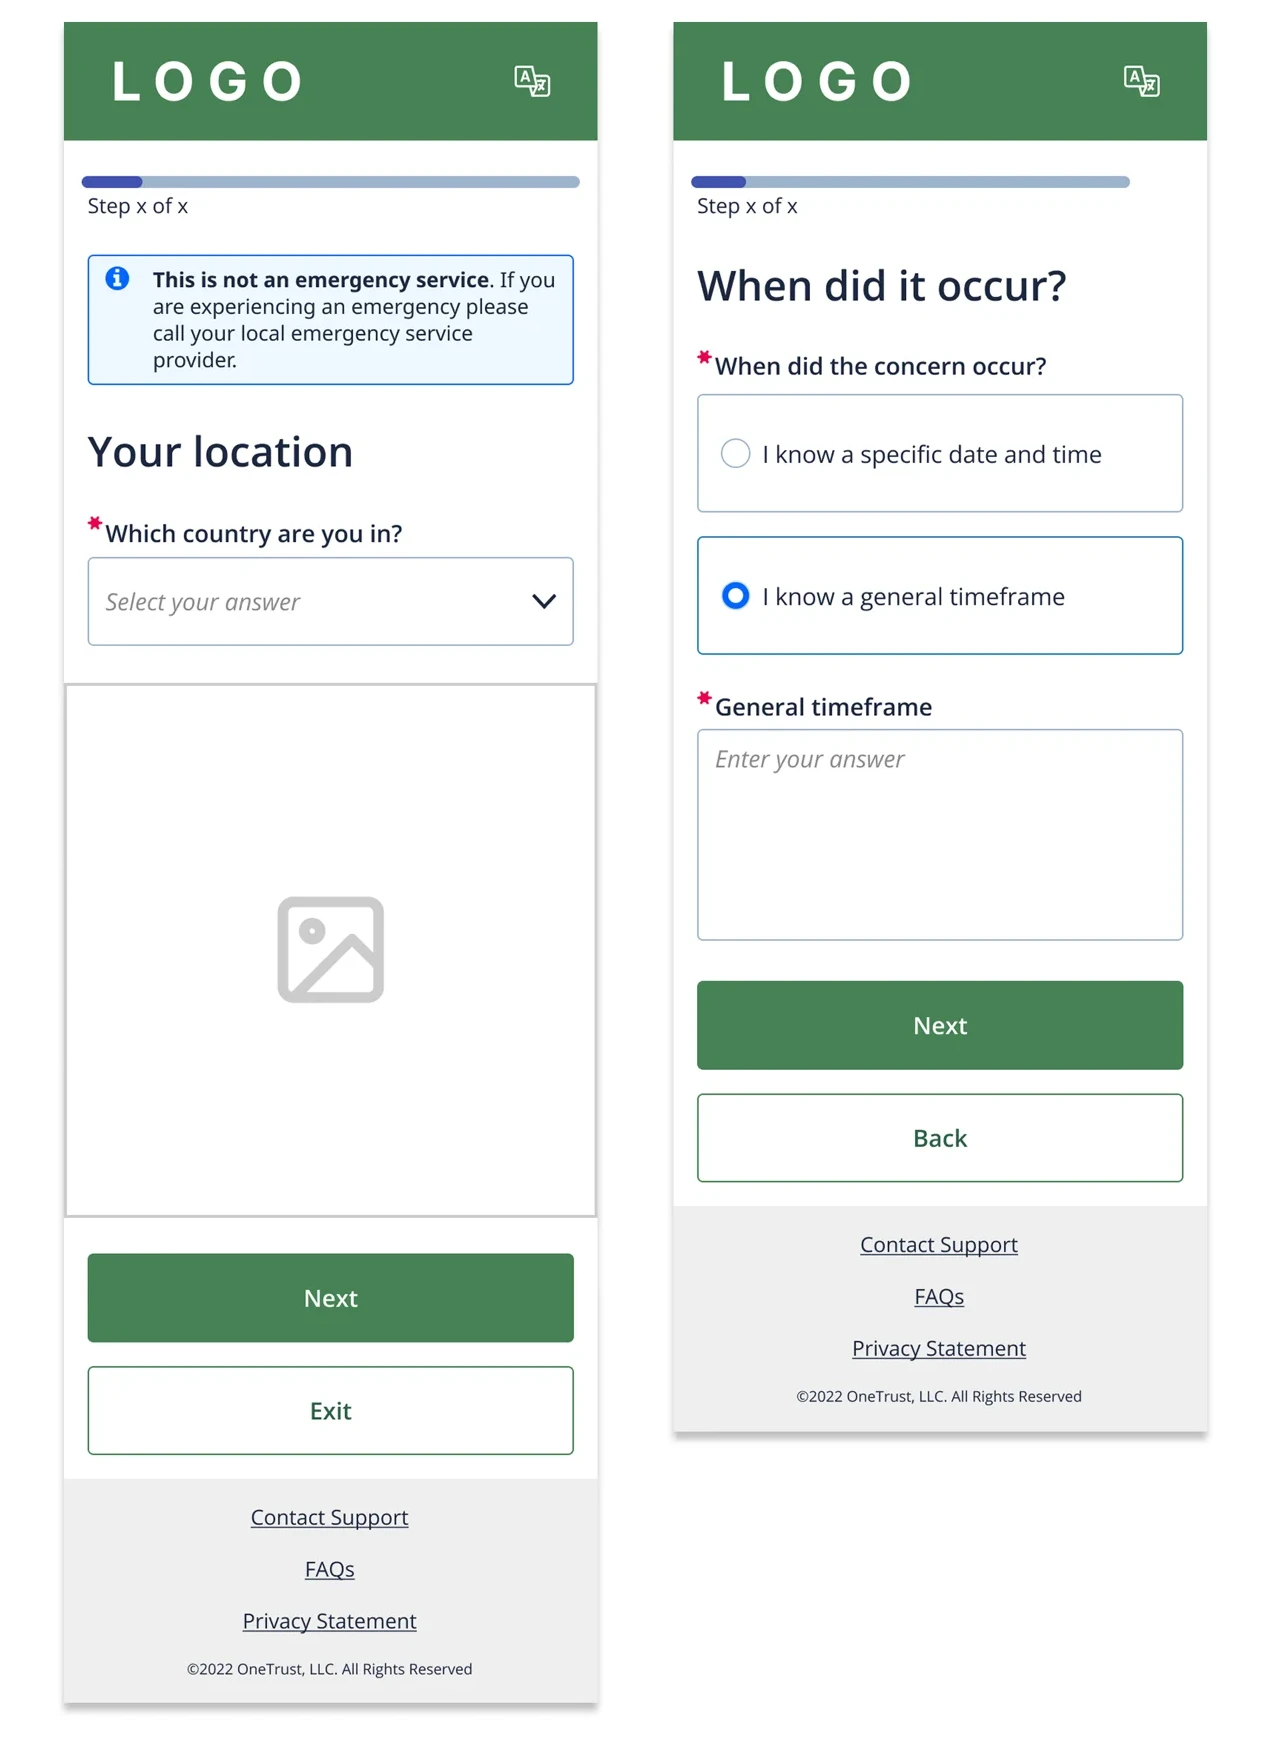 LOGO
Step x of x
This is not an emergency service. If you
are experiencing an emergency please
call your local emergency service
provider.
Your location
*Which country are you in?
Select your answer
Next
Exit
Contact Support
FAQs
Privacy Statement
©2022 OneTrust, LLC. All Rights Reserved
LOGO
Step x of x
When did it occur?
*When did the concern occur?
I know a specific date and time
I know a general timeframe
*General timeframe
Enter your answer
Next
Back
Contact Support
FAQs
Privacy Statement
©2022 OneTrust, LLC. All Rights Reserved